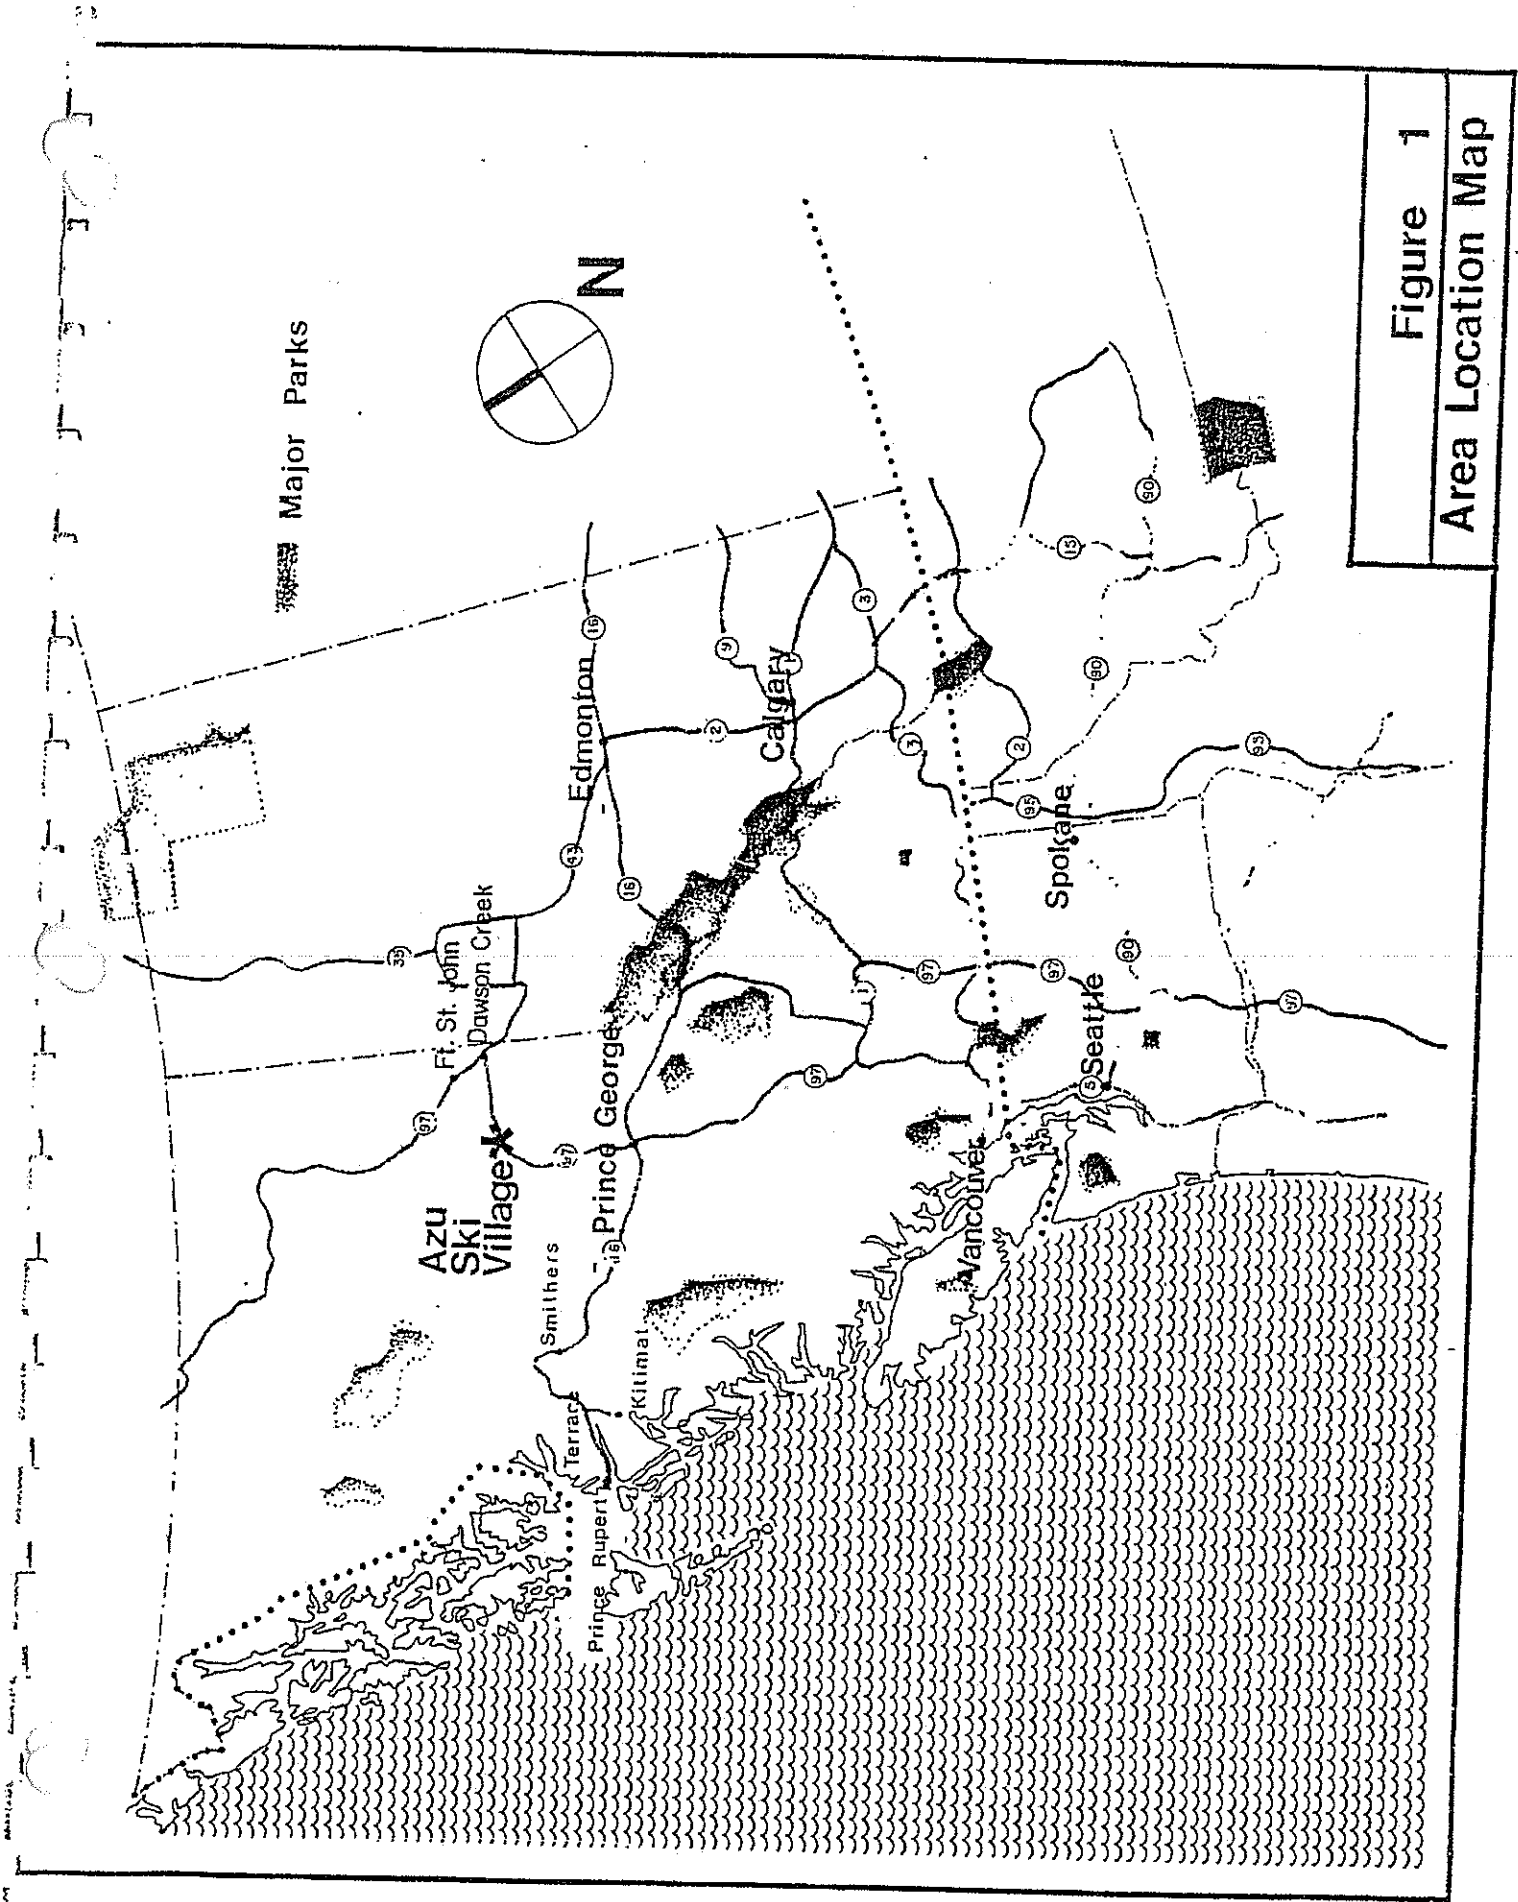 Major Parks
N
Figure 1
Area Location Map
Azu
Ski
Village
Ft. St. John
Dawson Creek
Edmonton
Calgary
Prince George
Smithers
Terrace
Kitimat
Prince Rupert
Vancouver
Seattle
Spokane
97
97
97
97
97
97
35
43
16
16
16
2
9
1
3
3
2
95
95
90
90
90
15
5